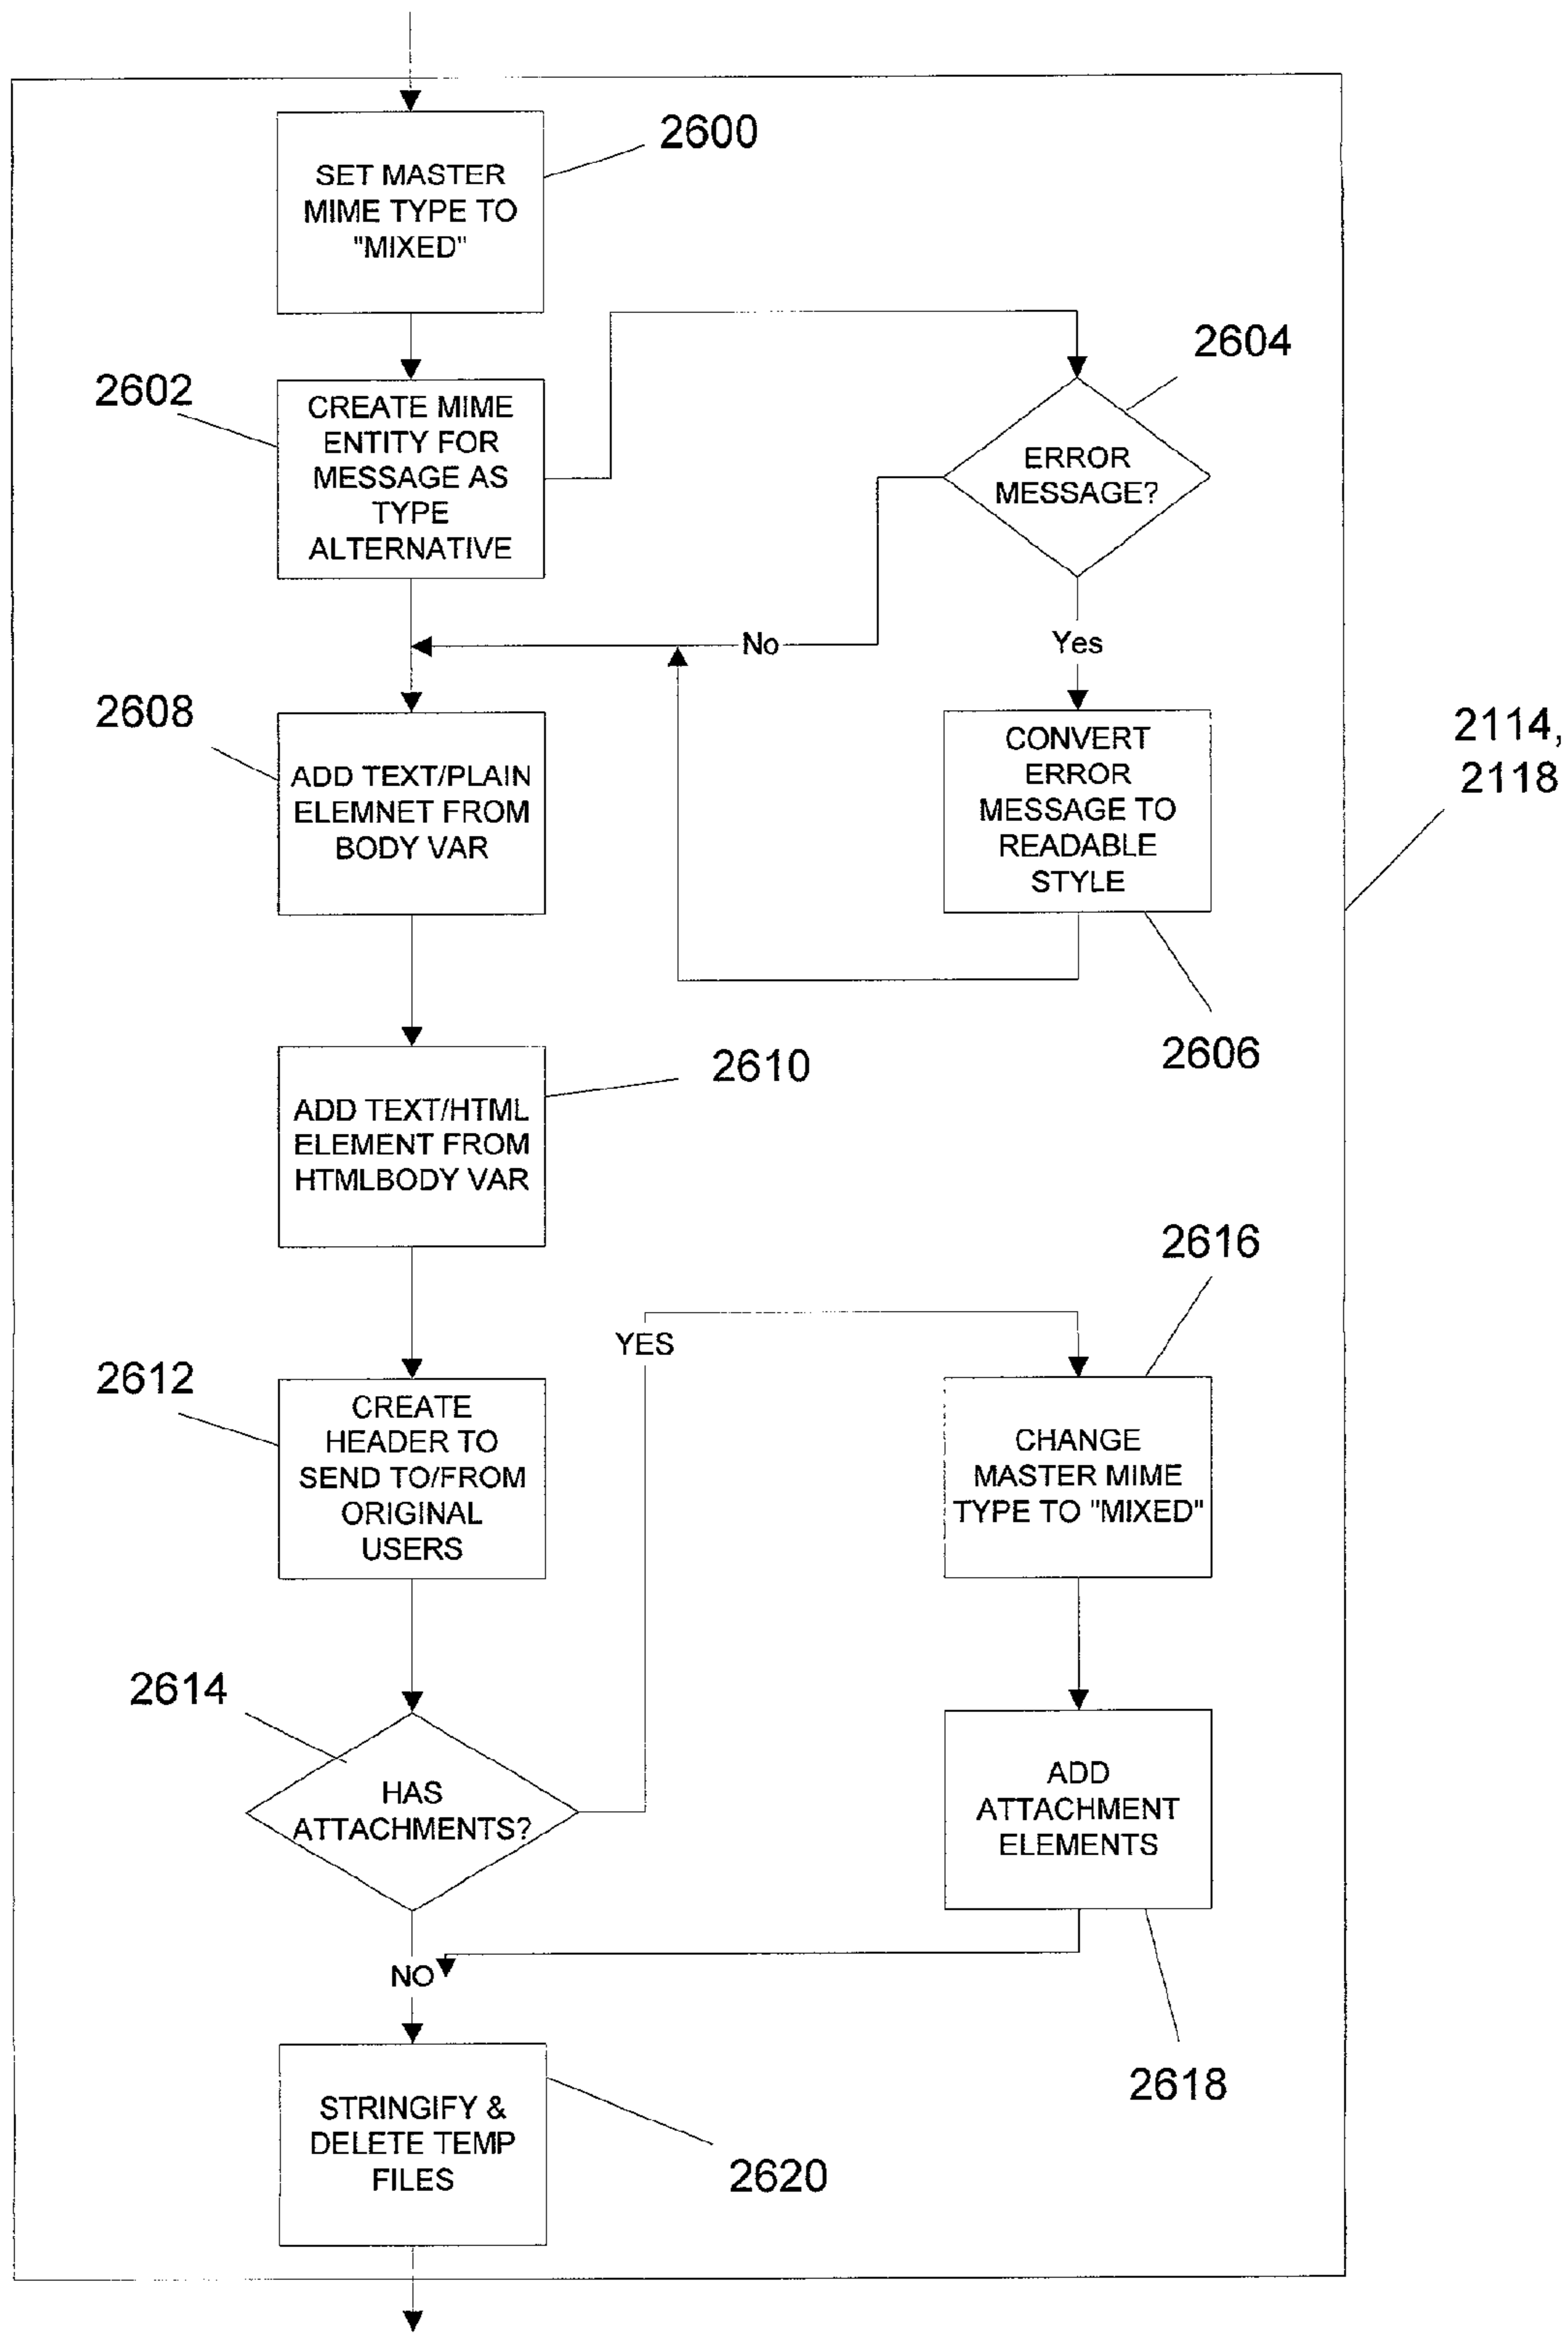 2600
SET MASTER
MIME TYPE TO
"MIXED"
2604
2602
CREATE MIME
ENTITY FOR
MESSAGE AS
TYPE
ALTERNATIVE
ERROR
MESSAGE?
No
Yes
2608
ADD TEXT/PLAIN
ELEMNET FROM
BODY VAR
CONVERT
ERROR
MESSAGE TO
READABLE
STYLE
2114,
2118
2606
2610
ADD TEXT/HTML
ELEMENT FROM
HTMLBODY VAR
2616
YES
2612
CREATE
HEADER TO
SEND TO/FROM
ORIGINAL
USERS
CHANGE
MASTER MIME
TYPE TO "MIXED"
2614
HAS
ATTACHMENTS?
ADD
ATTACHMENT
ELEMENTS
NO
2618
STRINGIFY &
DELETE TEMP
FILES
2620